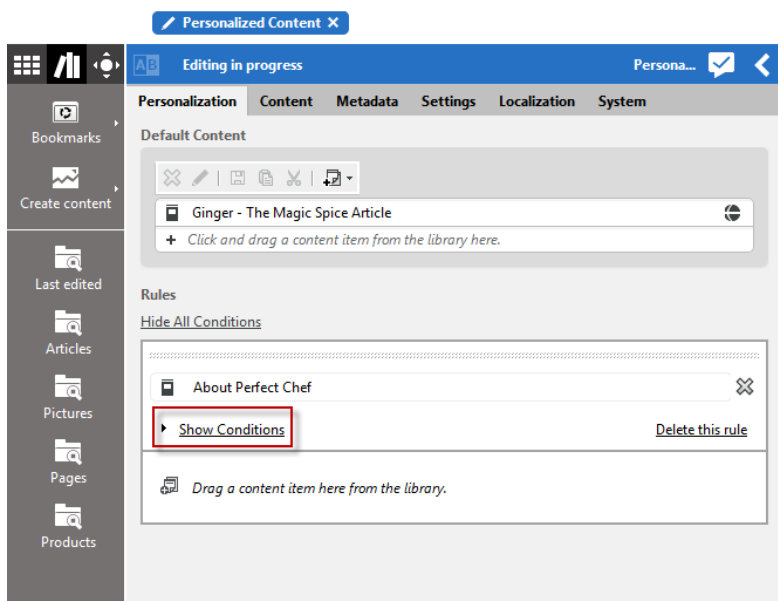 Personalized Content
AB Editing in progress Persona...
Personalization Content Metadata Settings Localization System
Bookmarks
Create content
Last edited
Articles
Pictures
Pages
Products
Default Content
Ginger - The Magic Spice Article
+ Click and drag a content item from the library here.
Rules
Hide All Conditions
About Perfect Chef
Show Conditions Delete this rule
Drag a content item here from the library.